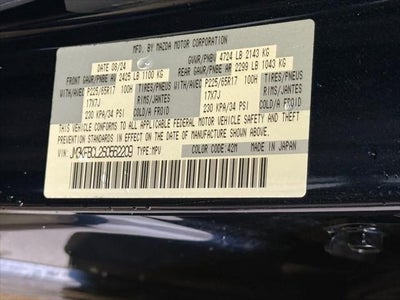 MFD. BY MAZDA MOTOR CORPORATION
DATE 08/24 GVWR/PNBV 4724 LB 2143 KG
FRONT GAWR/PNBE AV 2425 LB 1100 KG REAR GAWR/PNBE AR 2299 LB 1043 KG
WITH/AVEC P225/65R17 100H TIRES/PNEUS WITH/AVEC P225/65R17 100H TIRES/PNEUS
17X7J RIMS/JANTES 17X7J RIMS/JANTES
230 KPA/34 PSI COLD/A FROID 230 KPA/34 PSI COLD/A FROID
THIS VEHICLE CONFORMS TO ALL APPLICABLE FEDERAL MOTOR VEHICLE SAFETY AND
THEFT PREVENTION STANDARDS IN EFFECT ON THE DATE OF MANUFACTURE SHOWN ABOVE.
TYPE:MPV COLOR CODE:42M MADE IN JAPAN